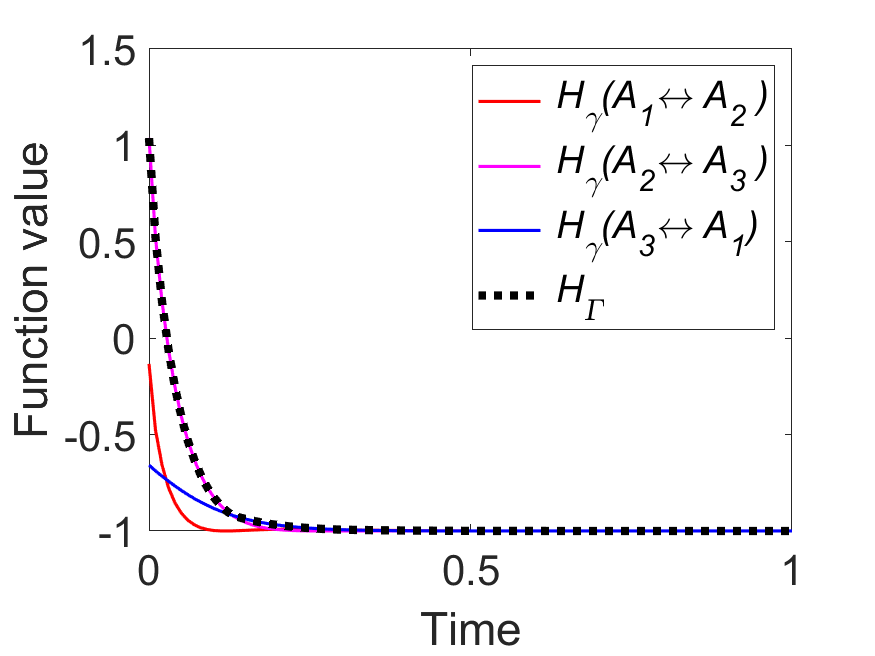 1.5
1
0.5
0
-0.5
-1
Function value
0
0.5
1
Time
H_γ(A_1↔A_2)
H_γ(A_2↔A_3)
H_γ(A_3↔A_1)
H_Γ